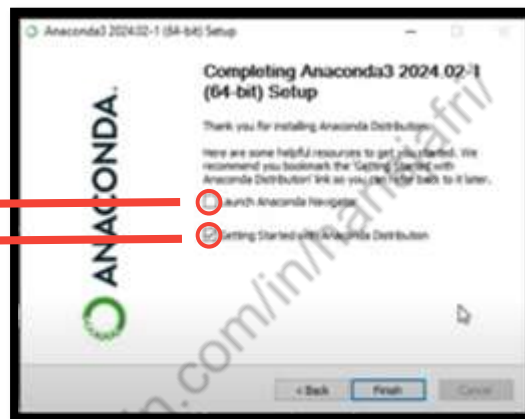 Anaconda3 2024.02-1 (64-bit) Setup
Completing Anaconda3 2024.02-1
(64-bit) Setup
Thank you for installing Anaconda Distribution.
Here are some helpful resources to get you started. We
recommend you bookmark the 'Getting Started with
Anaconda Distribution' link so you can refer back to it later.
Launch Anaconda Navigator
Getting Started with Anaconda Distribution
ANACONDA.
< Back
Finish
Cancel
in.com/in/